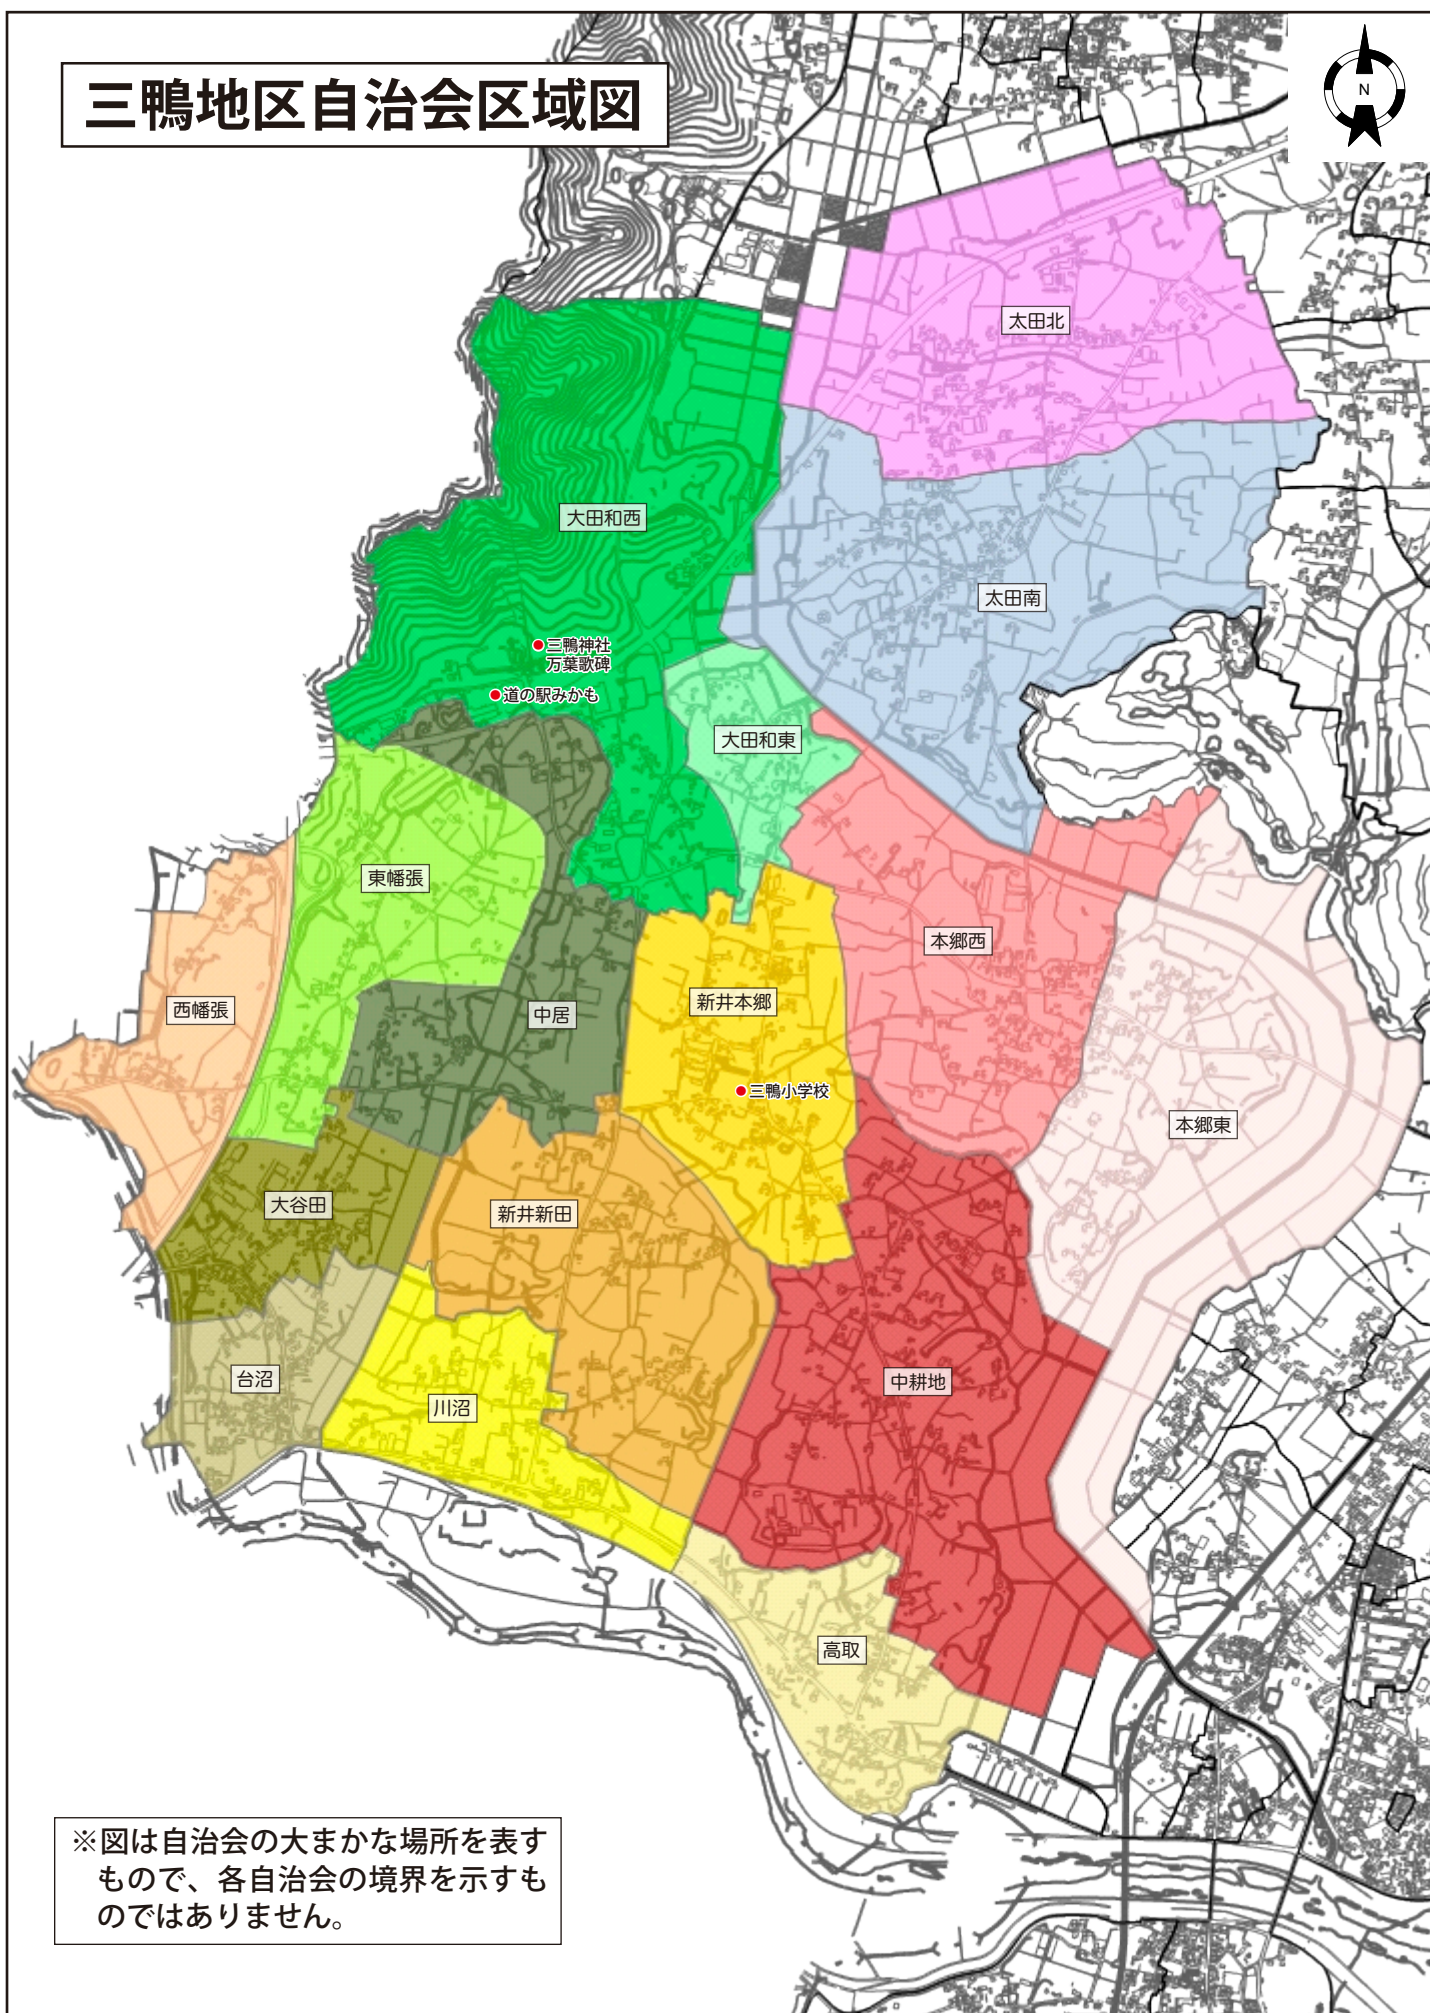 三鴨地区自治会区域図
N
太田北
大田和西
太田南
三鴨神社
万葉歌碑
道の駅みかも
大田和東
東幡張
本郷西
西幡張
中居
新井本郷
三鴨小学校
本郷東
大谷田
新井新田
台沼
川沼
中耕地
高取
※図は自治会の大まかな場所を表す
もので、各自治会の境界を示すも
のではありません。